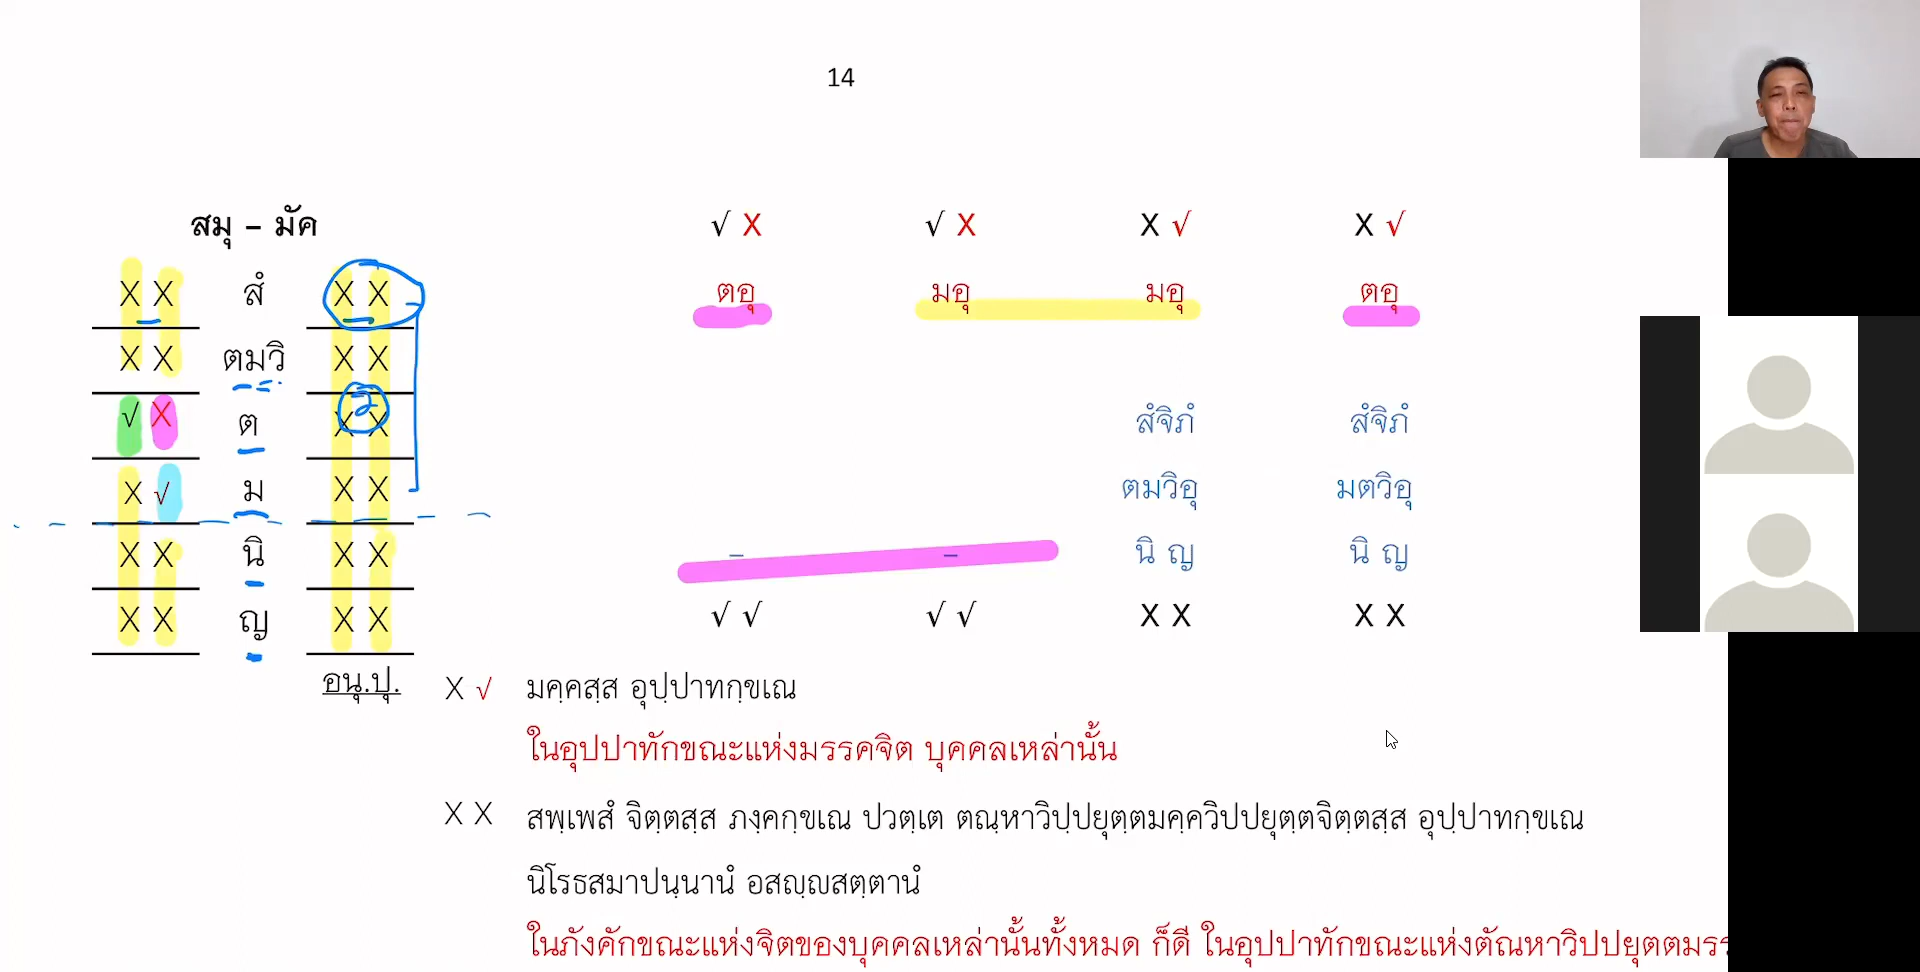 14
สมุ – มัค
√ X √ X X √ X √
X X สํ X X
ตอุ มอุ มอุ ตอุ
X X ตมวิ X X
√ X ต X X
2
สํจิภํ สํจิภํ
X √ ม X X
ตมวิอุ มตวิอุ
X X นิ X X
– – นิ ญ นิ ญ
X X ญ X X
√ √ √ √ X X X X
อนุ.ปุ.
X √ มคฺคสฺส อุปฺปาทกฺขเณ
ในอุปปาทักขณะแห่งมรรคจิต บุคคลเหล่านั้น
X X สพฺเพสํ จิตฺตสฺส ภงฺคกฺขเณ ปวตฺเต ตณฺหาวิปฺปยุตฺตมคฺควิปฺปยุตฺตจิตฺตสฺส อุปฺปาทกฺขเณ
นิโรธสมาปนฺนานํ อสญฺญสตฺตานํ
ในภังคักขณะแห่งจิตของบุคคลเหล่านั้นทั้งหมด ก็ดี ในอุปปาทักขณะแห่งตัณหาวิปปยุตตมรร